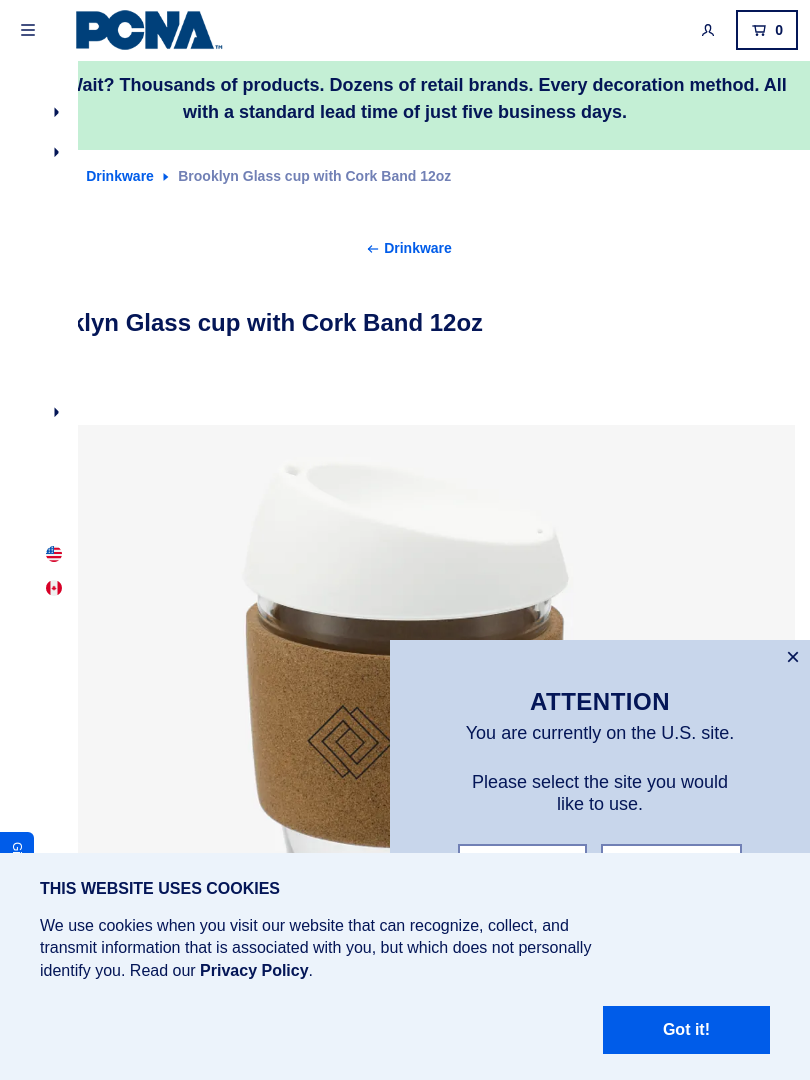 PCNA™
0
Wait? Thousands of products. Dozens of retail brands. Every decoration method. All
with a standard lead time of just five business days.
Drinkware Brooklyn Glass cup with Cork Band 12oz
← Drinkware
klyn Glass cup with Cork Band 12oz
ATTENTION
You are currently on the U.S. site.
Please select the site you would
like to use.
THIS WEBSITE USES COOKIES
We use cookies when you visit our website that can recognize, collect, and
transmit information that is associated with you, but which does not personally
identify you. Read our Privacy Policy.
Got it!